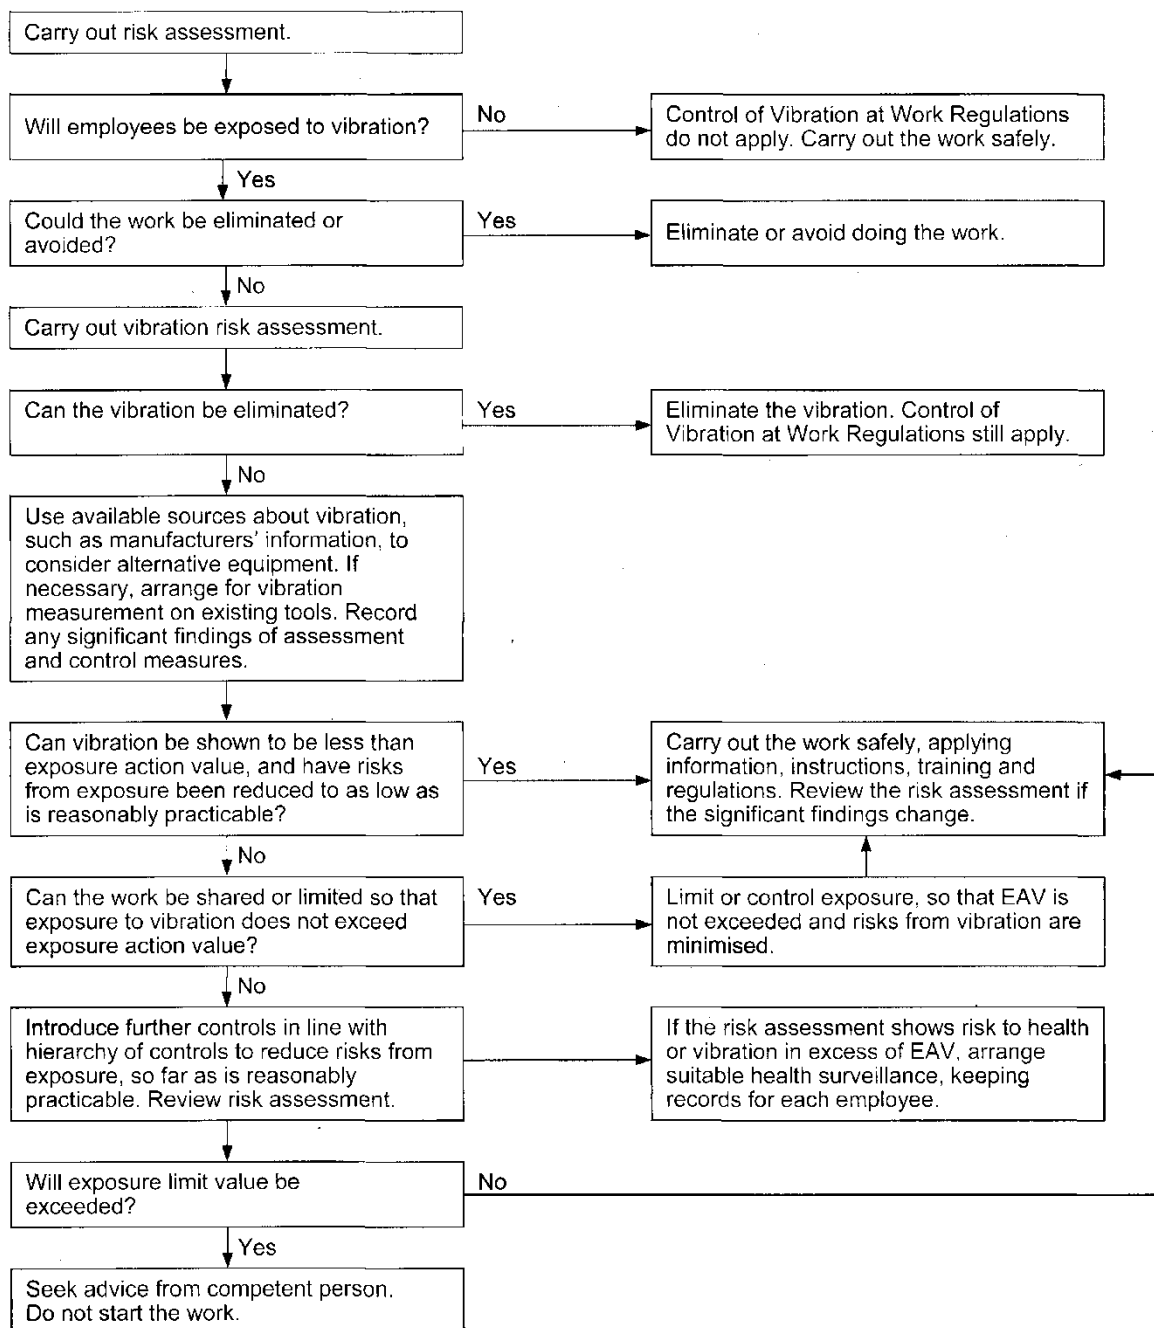 Carry out risk assessment.
Will employees be exposed to vibration?
No
Control of Vibration at Work Regulations
do not apply. Carry out the work safely.
Yes
Could the work be eliminated or
avoided?
Yes
Eliminate or avoid doing the work.
No
Carry out vibration risk assessment.
Can the vibration be eliminated?
Yes
Eliminate the vibration. Control of
Vibration at Work Regulations still apply.
No
Use available sources about vibration,
such as manufacturers' information, to
consider alternative equipment. If
necessary, arrange for vibration
measurement on existing tools. Record
any significant findings of assessment
and control measures.
Can vibration be shown to be less than
exposure action value, and have risks
from exposure been reduced to as low as
is reasonably practicable?
Yes
Carry out the work safely, applying
information, instructions, training and
regulations. Review the risk assessment if
the significant findings change.
No
Can the work be shared or limited so that
exposure to vibration does not exceed
exposure action value?
Yes
Limit or control exposure, so that EAV is
not exceeded and risks from vibration are
minimised.
No
Introduce further controls in line with
hierarchy of controls to reduce risks from
exposure, so far as is reasonably
practicable. Review risk assessment.
If the risk assessment shows risk to health
or vibration in excess of EAV, arrange
suitable health surveillance, keeping
records for each employee.
Will exposure limit value be
exceeded?
No
Yes
Seek advice from competent person.
Do not start the work.